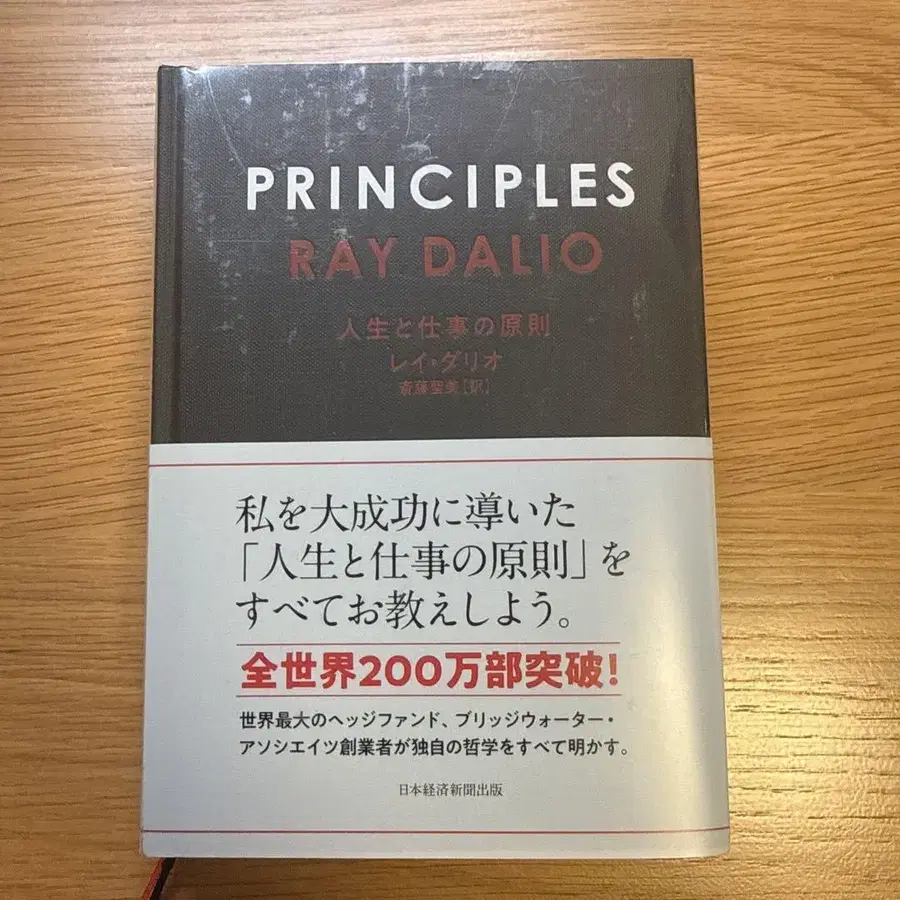 PRINCIPLES
RAY DALIO
人生と仕事の原則
レイ・ダリオ
斎藤聖美[訳]
私を大成功に導いた
「人生と仕事の原則」を
すべてお教えしよう。
全世界200万部突破!
世界最大のヘッジファンド、ブリッジウォーター・
アソシエイツ創業者が独自の哲学をすべて明かす。
日本経済新聞出版